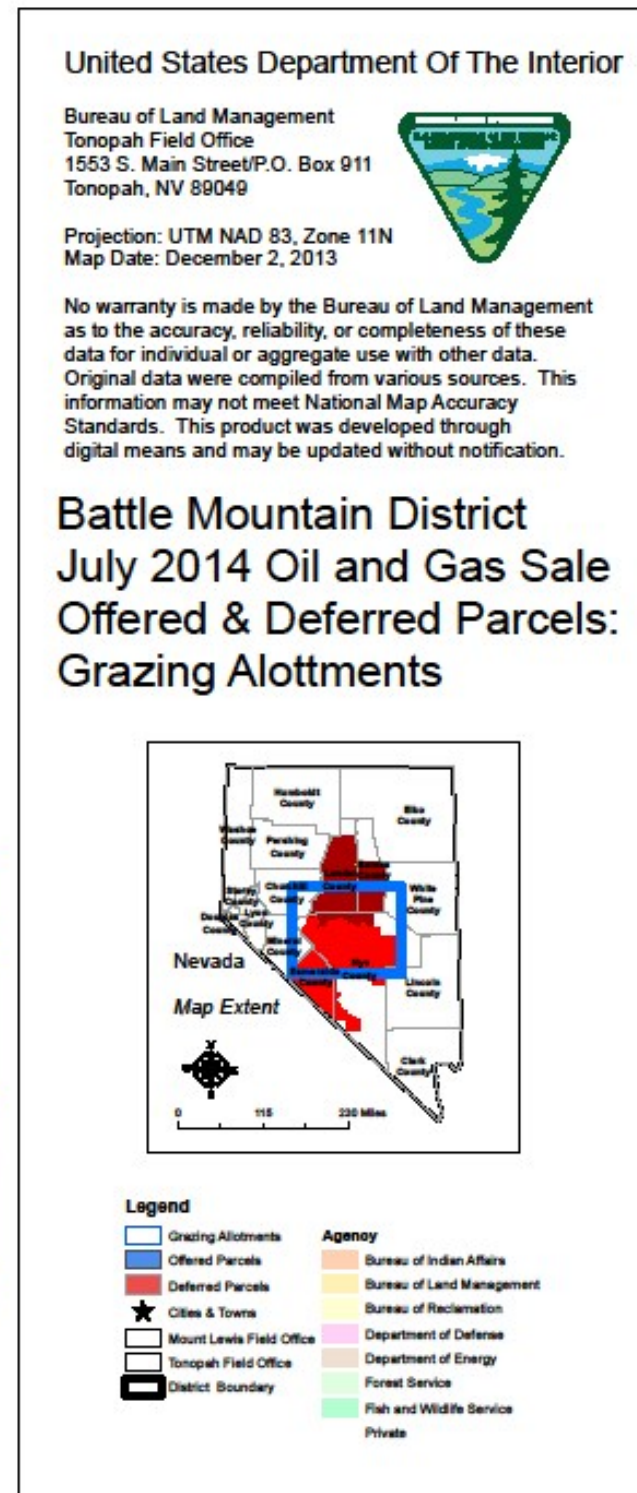 United States Department Of The Interior
Bureau of Land Management
Tonopah Field Office
1553 S. Main Street/P.O. Box 911
Tonopah, NV 89049
Projection: UTM NAD 83, Zone 11N
Map Date: December 2, 2013
No warranty is made by the Bureau of Land Management
as to the accuracy, reliability, or completeness of these
data for individual or aggregate use with other data.
Original data were compiled from various sources. This
information may not meet National Map Accuracy
Standards. This product was developed through
digital means and may be updated without notification.
Battle Mountain District
July 2014 Oil and Gas Sale
Offered & Deferred Parcels:
Grazing Alottments
Humboldt
County
Elko
County
Washoe
County
Pershing
County
Lander
County
Eureka
County
Churchill
County
White
Pine
County
Storey
County
Lyon
County
Douglas
County
Mineral
County
Nevada
Esmeralda
County
Nye
County
Lincoln
County
Map Extent
Clark
County
0 115 230 Miles
Legend
Grazing Allotments
Offered Parcels
Deferred Parcels
Cities & Towns
Mount Lewis Field Office
Tonopah Field Office
District Boundary
Agency
Bureau of Indian Affairs
Bureau of Land Management
Bureau of Reclamation
Department of Defense
Department of Energy
Forest Service
Fish and Wildlife Service
Private